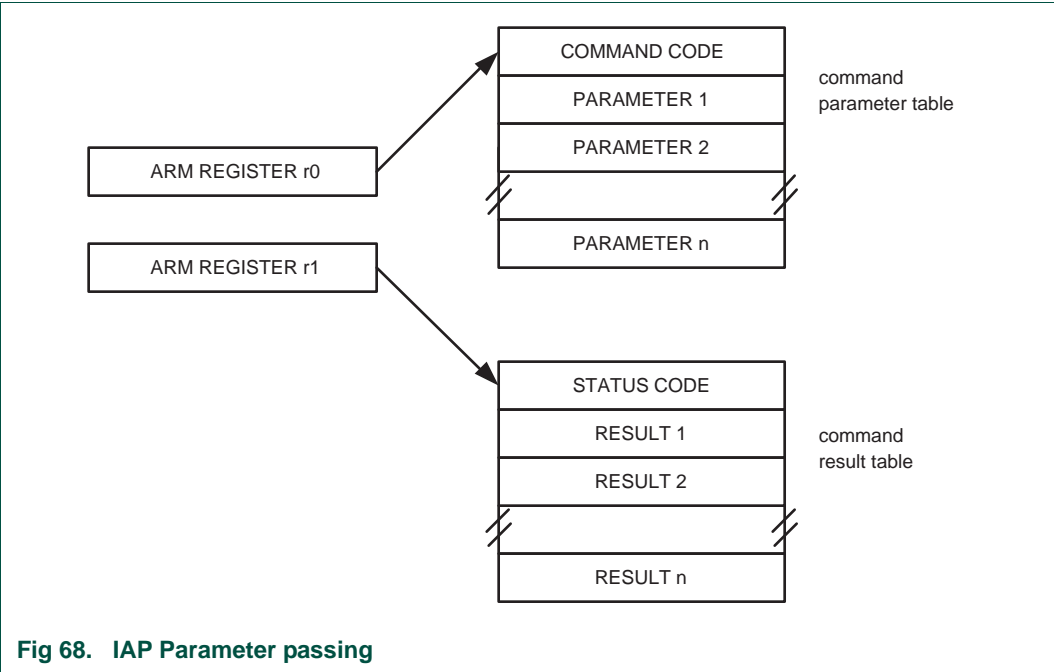 COMMAND CODE
PARAMETER 1
PARAMETER 2
PARAMETER n
command
parameter table
ARM REGISTER r0
ARM REGISTER r1
STATUS CODE
RESULT 1
RESULT 2
RESULT n
command
result table
Fig 68. IAP Parameter passing